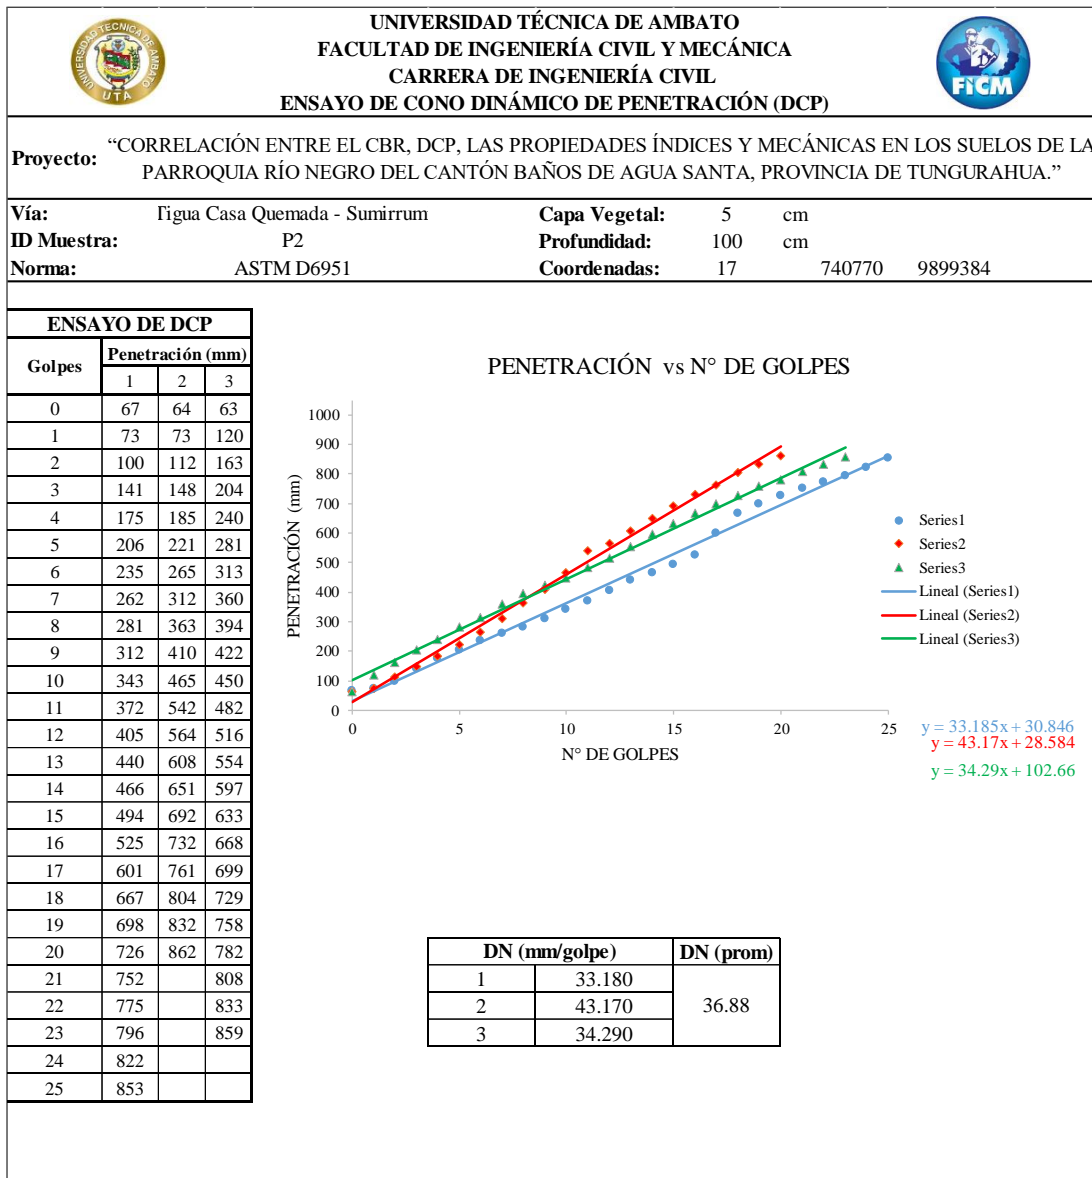 UNIVERSIDAD TÉCNICA DE AMBATO
FACULTAD DE INGENIERÍA CIVIL Y MECÁNICA
CARRERA DE INGENIERÍA CIVIL
ENSAYO DE CONO DINÁMICO DE PENETRACIÓN (DCP)
UNIVERSIDAD TECNICA DE AMBATO
UTA
FICM
Proyecto: “CORRELACIÓN ENTRE EL CBR, DCP, LAS PROPIEDADES ÍNDICES Y MECÁNICAS EN LOS SUELOS DE LA
PARROQUIA RÍO NEGRO DEL CANTÓN BAÑOS DE AGUA SANTA, PROVINCIA DE TUNGURAHUA.”
Vía: Tigua Casa Quemada - Sumirrum Capa Vegetal: 5 cm
ID Muestra: P2 Profundidad: 100 cm
Norma: ASTM D6951 Coordenadas: 17 740770 9899384
ENSAYO DE DCP
Golpes Penetración (mm)
1 2 3
0 67 64 63
1 73 73 120
2 100 112 163
3 141 148 204
4 175 185 240
5 206 221 281
6 235 265 313
7 262 312 360
8 281 363 394
9 312 410 422
10 343 465 450
11 372 542 482
12 405 564 516
13 440 608 554
14 466 651 597
15 494 692 633
16 525 732 668
17 601 761 699
18 667 804 729
19 698 832 758
20 726 862 782
21 752 808
22 775 833
23 796 859
24 822
25 853
PENETRACIÓN vs N° DE GOLPES
PENETRACIÓN (mm)
1000
900
800
700
600
500
400
300
200
100
0
0 5 10 15 20 25
N° DE GOLPES
Series1
Series2
Series3
Lineal (Series1)
Lineal (Series2)
Lineal (Series3)
y = 33.185x + 30.846
y = 43.17x + 28.584
y = 34.29x + 102.66
DN (mm/golpe) DN (prom)
1 33.180
2 43.170 36.88
3 34.290